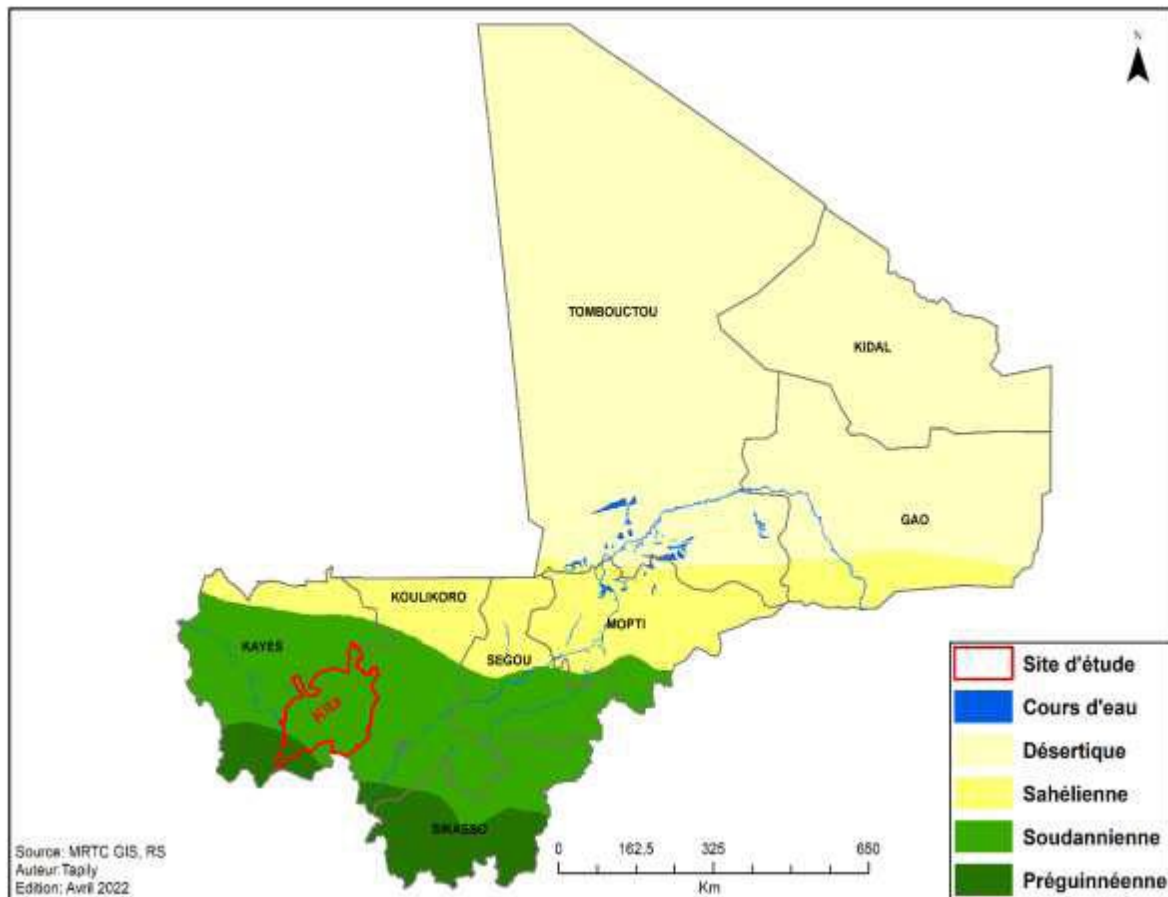 N
TOMBOUCTOU
KIDAL
GAO
KOULIKORO
MOPTI
KAYES
SEGOU
Kita
SIKASSO
Site d'étude
Cours d'eau
Désertique
Sahélienne
Soudannienne
Préguinnéenne
Source: MRTC GIS, RS
Auteur:Tapily
Edition: Avril 2022
0 162,5 325 650
Km